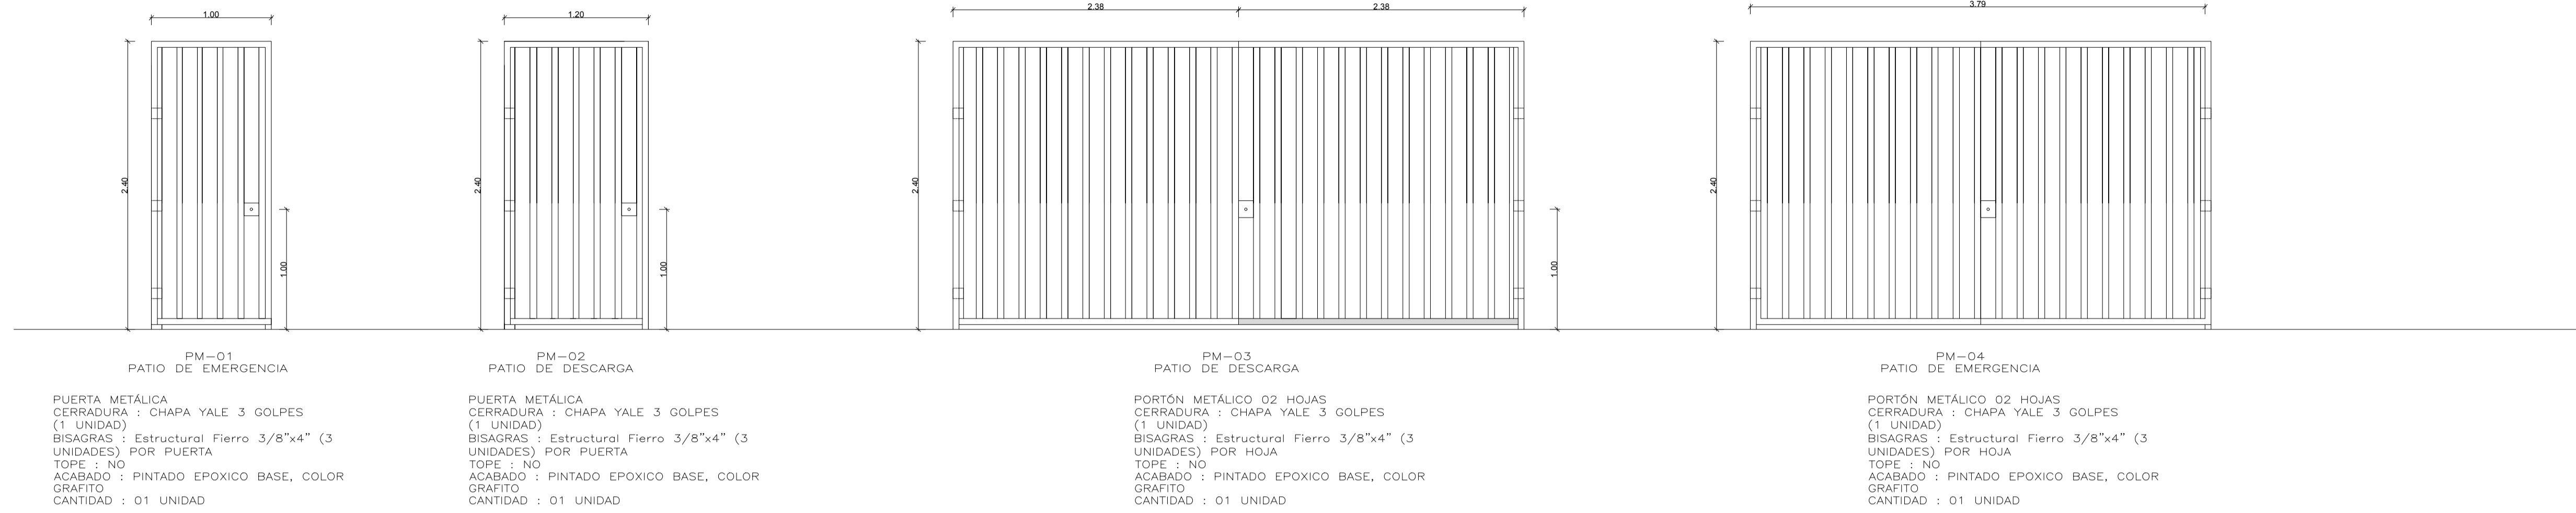 1.00
1.20
2.38
2.38
3.79
2.40
2.40
2.40
2.40
1.00
1.00
1.00
PM-01
PATIO DE EMERGENCIA
PUERTA METÁLICA
CERRADURA : CHAPA YALE 3 GOLPES
(1 UNIDAD)
BISAGRAS : Estructural Fierro 3/8"x4" (3
UNIDADES) POR PUERTA
TOPE : NO
ACABADO : PINTADO EPOXICO BASE, COLOR
GRAFITO
CANTIDAD : 01 UNIDAD
PM-02
PATIO DE DESCARGA
PUERTA METÁLICA
CERRADURA : CHAPA YALE 3 GOLPES
(1 UNIDAD)
BISAGRAS : Estructural Fierro 3/8"x4" (3
UNIDADES) POR PUERTA
TOPE : NO
ACABADO : PINTADO EPOXICO BASE, COLOR
GRAFITO
CANTIDAD : 01 UNIDAD
PM-03
PATIO DE DESCARGA
PORTÓN METÁLICO 02 HOJAS
CERRADURA : CHAPA YALE 3 GOLPES
(1 UNIDAD)
BISAGRAS : Estructural Fierro 3/8"x4" (3
UNIDADES) POR HOJA
TOPE : NO
ACABADO : PINTADO EPOXICO BASE, COLOR
GRAFITO
CANTIDAD : 01 UNIDAD
PM-04
PATIO DE EMERGENCIA
PORTÓN METÁLICO 02 HOJAS
CERRADURA : CHAPA YALE 3 GOLPES
(1 UNIDAD)
BISAGRAS : Estructural Fierro 3/8"x4" (3
UNIDADES) POR HOJA
TOPE : NO
ACABADO : PINTADO EPOXICO BASE, COLOR
GRAFITO
CANTIDAD : 01 UNIDAD